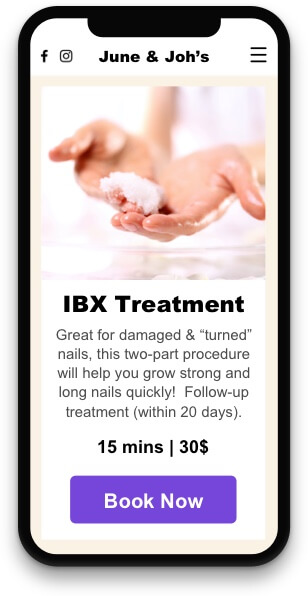 June & Joh’s
IBX Treatment
Great for damaged & “turned”
nails, this two-part procedure
will help you grow strong and
long nails quickly!  Follow-up
treatment (within 20 days).
15 mins | 30$
Book Now